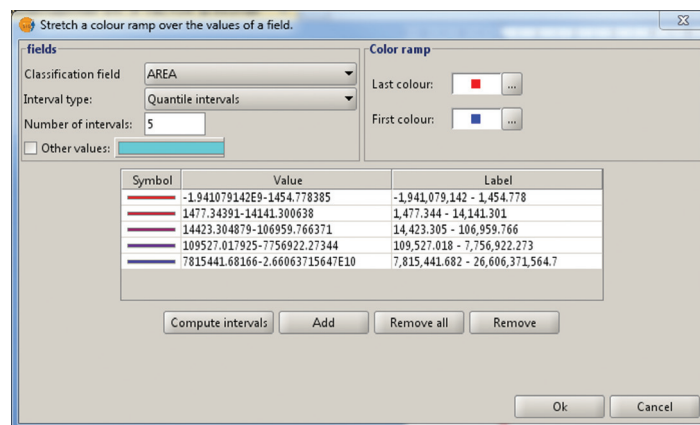 Stretch a colour ramp over the values of a field.
fields
Classification field AREA
Interval type: Quantile intervals
Number of intervals: 5
Other values:
Color ramp
Last colour: ...
First colour: ...
Symbol Value Label
-1.941079142E9-1454.778385 -1,941,079,142 - 1,454.778
1477.34391-14141.300638 1,477.344 - 14,141.301
14423.304879-106959.766371 14,423.305 - 106,959.766
109527.017925-7756922.27344 109,527.018 - 7,756,922.273
7815441.68166-2.66063715647E10 7,815,441.682 - 26,606,371,564.7
Compute intervals Add Remove all Remove
Ok Cancel